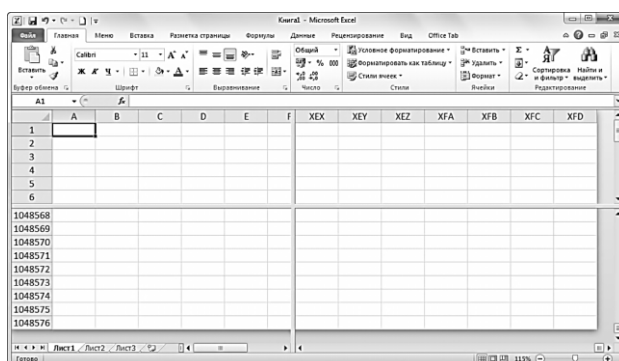 Книга1 - Microsoft Excel
Файл Главная Меню Вставка Разметка страницы Формулы Данные Рецензирование Вид Office Tab
Calibri 11 Общий Условное форматирование Вставить Σ
Ж К Ч % 000 Форматировать как таблицу Удалить
Вставить Стили ячеек Формат Сортировка и фильтр Найти и выделить
Буфер обмена Шрифт Выравнивание Число Стили Ячейки Редактирование
A1 fx
A B C D E F XEX XEY XEZ XFA XFB XFC XFD
1
2
3
4
5
6
1048568
1048569
1048570
1048571
1048572
1048573
1048574
1048575
1048576
Лист1 Лист2 Лист3
Готово 115%